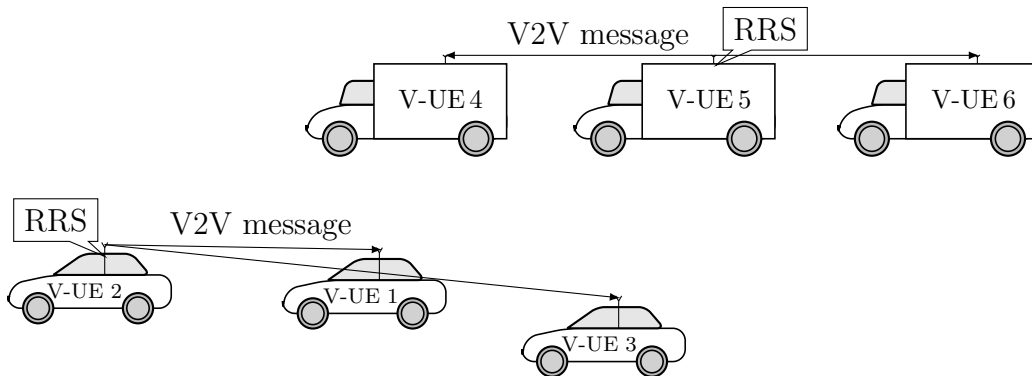 V2V message
RRS
V-UE 4
V-UE 5
V-UE 6
RRS
V2V message
V-UE 2
V-UE 1
V-UE 3